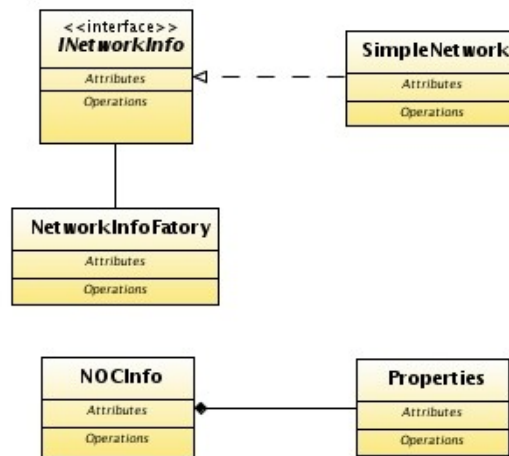 <<interface>>
INetworkInfo
Attributes
Operations
SimpleNetwork
Attributes
Operations
NetworkInfoFatory
Attributes
Operations
NOCInfo
Attributes
Operations
Properties
Attributes
Operations